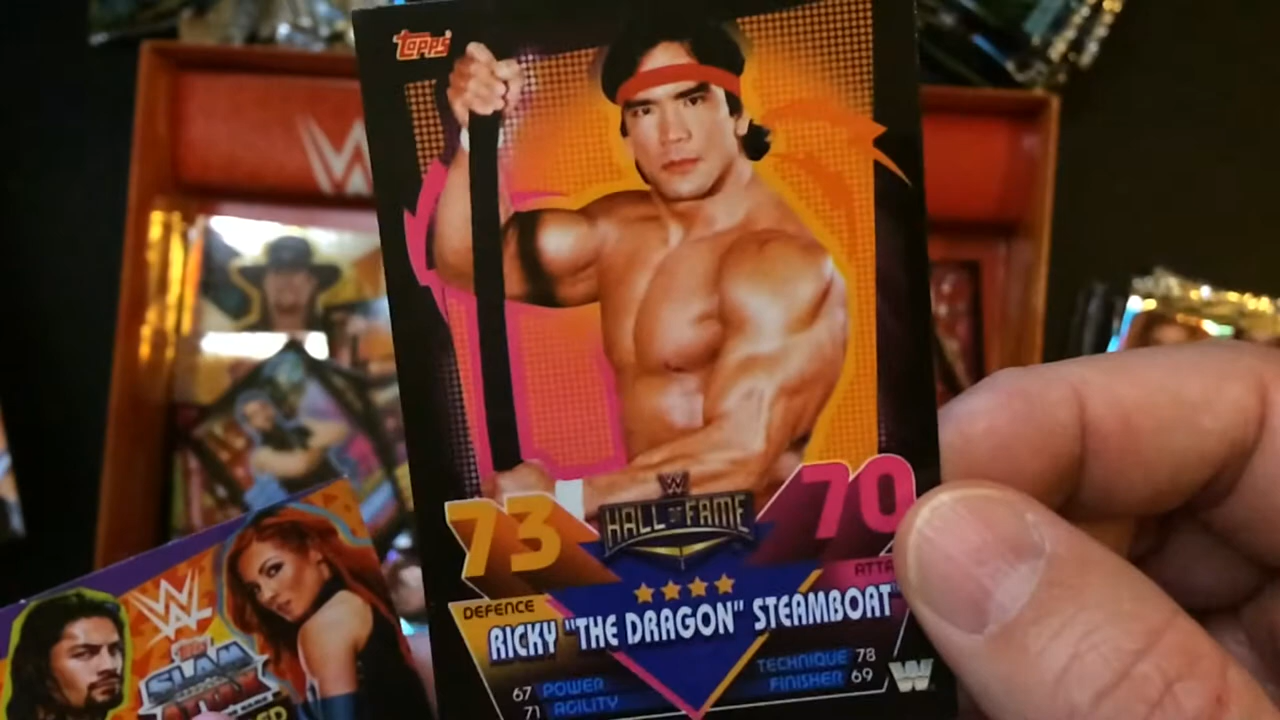 Topps
W
73
70
W
HALL OF FAME
DEFENCE
ATTA
RICKY "THE DRAGON" STEAMBOAT
67 POWER
TECHNIQUE 78
71 AGILITY
FINISHER 69
W
W
SLAM
ATTAX